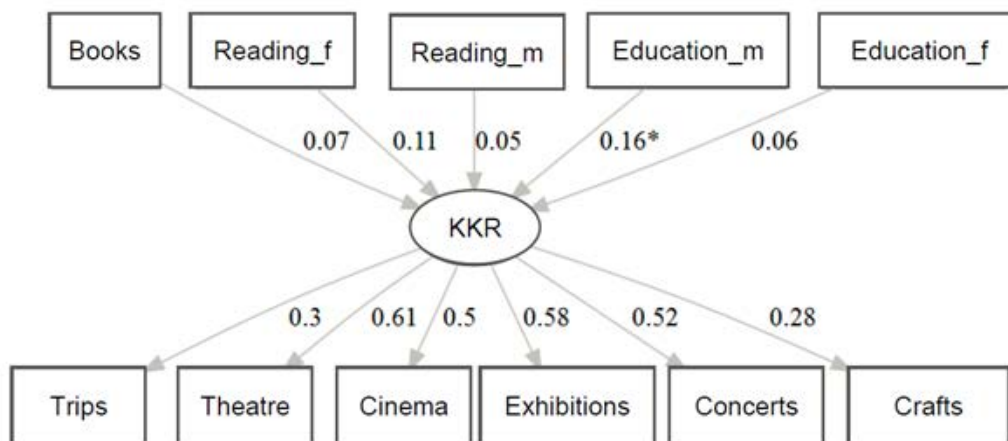 Books Reading_f Reading_m Education_m Education_f
0.07 0.11 0.05 0.16* 0.06
KKR
0.3 0.61 0.5 0.58 0.52 0.28
Trips Theatre Cinema Exhibitions Concerts Crafts